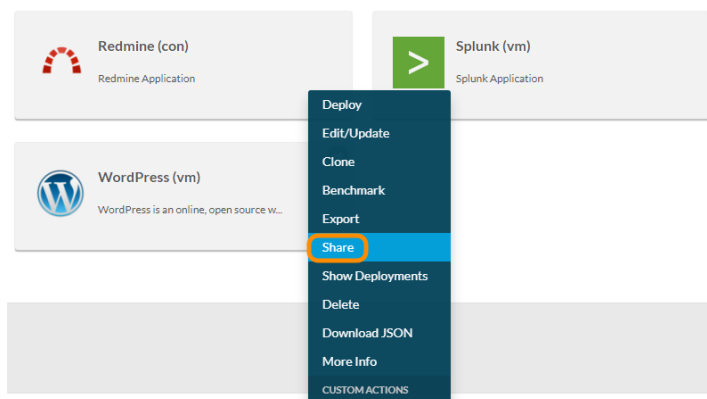 Redmine (con)
Redmine Application
Splunk (vm)
Splunk Application
WordPress (vm)
WordPress is an online, open source w...
Deploy
Edit/Update
Clone
Benchmark
Export
Share
Show Deployments
Delete
Download JSON
More Info
CUSTOM ACTIONS